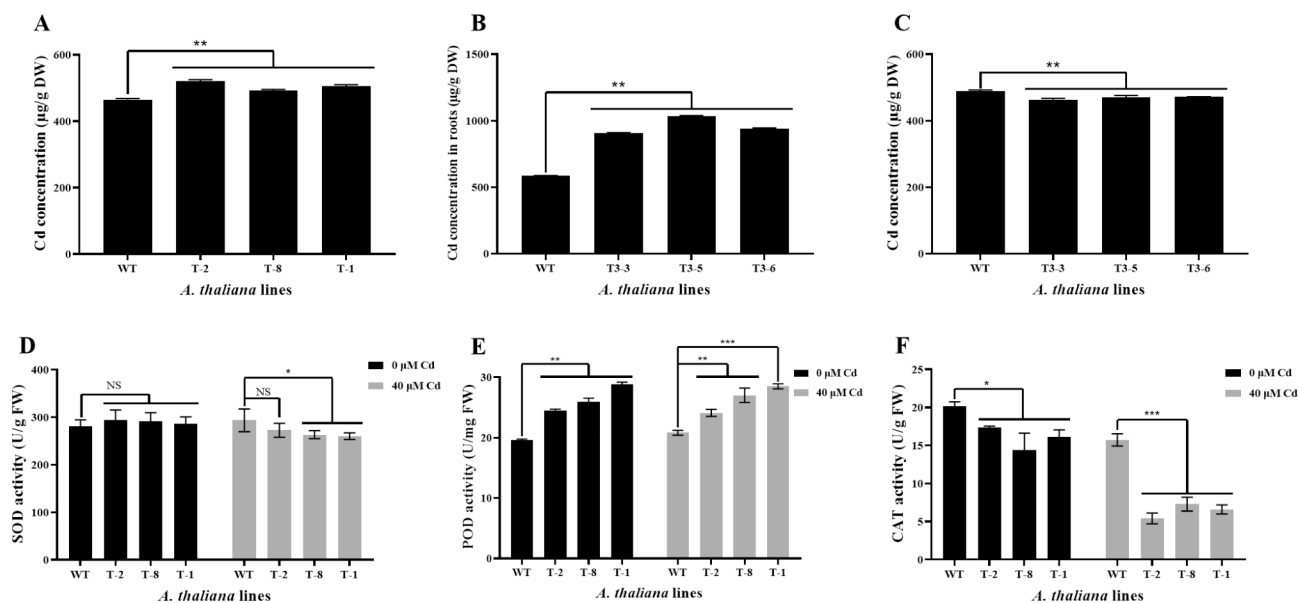 A
Cd concentration (µg/g DW)
600
400
200
0
**
WT T-2 T-8 T-1
A. thaliana lines
B
Cd concentration in roots (µg/g DW)
1500
1000
500
0
**
WT T3-3 T3-5 T3-6
A. thaliana lines
C
Cd concentration (µg/g DW)
600
400
200
0
**
WT T3-3 T3-5 T3-6
A. thaliana lines
D
SOD activity (U/g FW)
400
300
200
100
0
NS
NS
*
0 µM Cd
40 µM Cd
WT T-2 T-8 T-1 WT T-2 T-8 T-1
A. thaliana lines
E
POD activity (U/mg FW)
30
20
10
0
**
**
***
0 µM Cd
40 µM Cd
WT T-2 T-8 T-1 WT T-2 T-8 T-1
A. thaliana lines
F
CAT activity (U/g FW)
25
20
15
10
5
0
*
***
0 µM Cd
40 µM Cd
WT T-2 T-8 T-1 WT T-2 T-8 T-1
A. thaliana lines